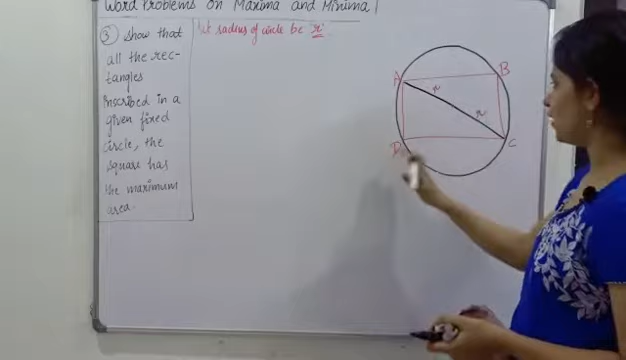 Word Problems on Maxima and Minima
③ show that
all the rec-
tangles
inscribed in a
given fixed
circle, the
square has
the maximum
area.
let radius of circle be 'r'
A
B
r
r
D
C